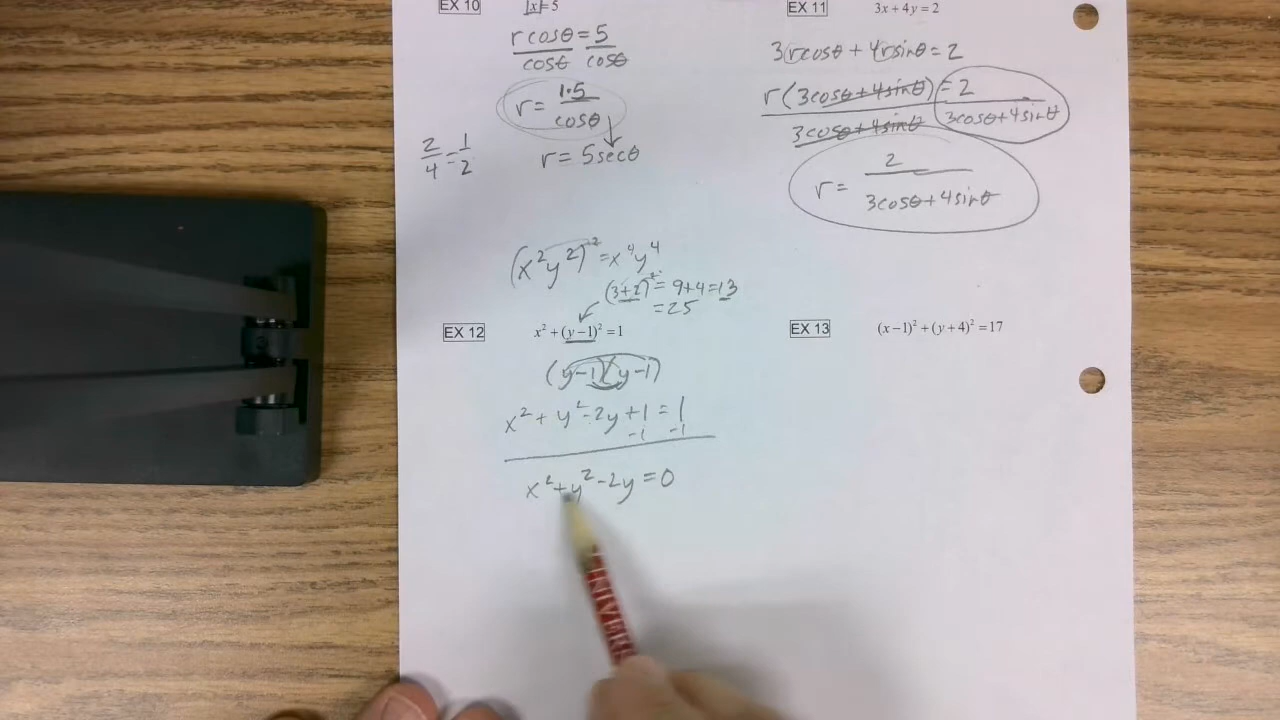 EX 10 x = 5
r cosθ = 5
cosθ cosθ
r = 1·5
cosθ
r = 5secθ
2/4 = 1/2
EX 11 3x + 4y = 2
3rcosθ + 4rsinθ = 2
r(3cosθ + 4sinθ) = 2
3cosθ + 4sinθ 3cosθ + 4sinθ
r = 2
3cosθ + 4sinθ
(x²y²)² = x⁴y⁴
(3+2)² = 9+4 = 13
= 25
EX 12 x² + (y−1)² = 1
(y−1)(y−1)
x² + y² − 2y + 1 = 1
−1 −1
x² + y² − 2y = 0
EX 13 (x−1)² + (y+4)² = 17
UNIVER